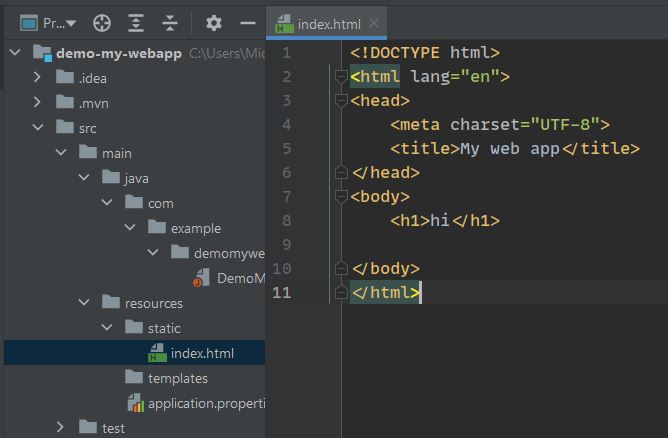 Pr...
index.html
demo-my-webapp C:\Users\Mic
.idea
.mvn
src
main
java
com
example
demomywe
DemoM
resources
static
index.html
templates
application.properti
test
1 <!DOCTYPE html>
2 <html lang="en">
3 <head>
4 <meta charset="UTF-8">
5 <title>My web app</title>
6 </head>
7 <body>
8 <h1>hi</h1>
9
10 </body>
11 </html>